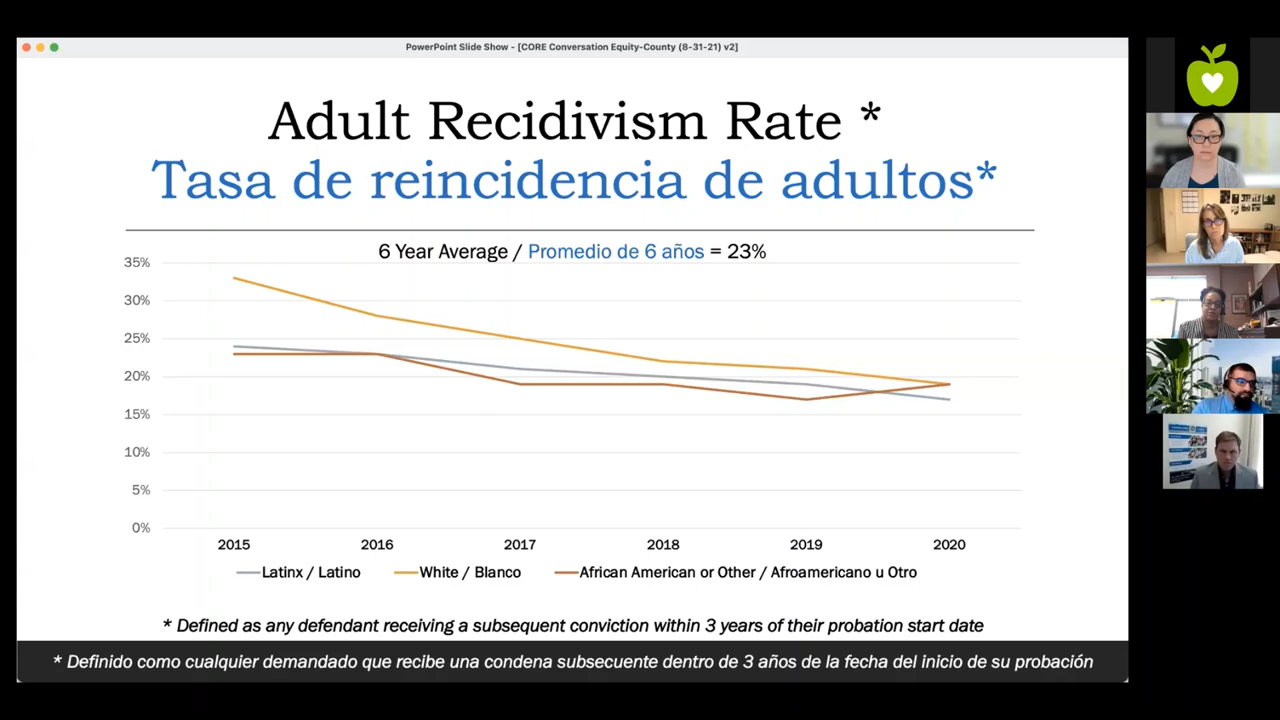 PowerPoint Slide Show - [CORE Conversation Equity-County (8-31-21) v2]
Adult Recidivism Rate *
Tasa de reincidencia de adultos*
6 Year Average / Promedio de 6 años = 23%
35%
30%
25%
20%
15%
10%
5%
0%
2015 2016 2017 2018 2019 2020
Latinx / Latino White / Blanco African American or Other / Afroamericano u Otro
* Defined as any defendant receiving a subsequent conviction within 3 years of their probation start date
* Definido como cualquier demandado que recibe una condena subsecuente dentro de 3 años de la fecha del inicio de su probación